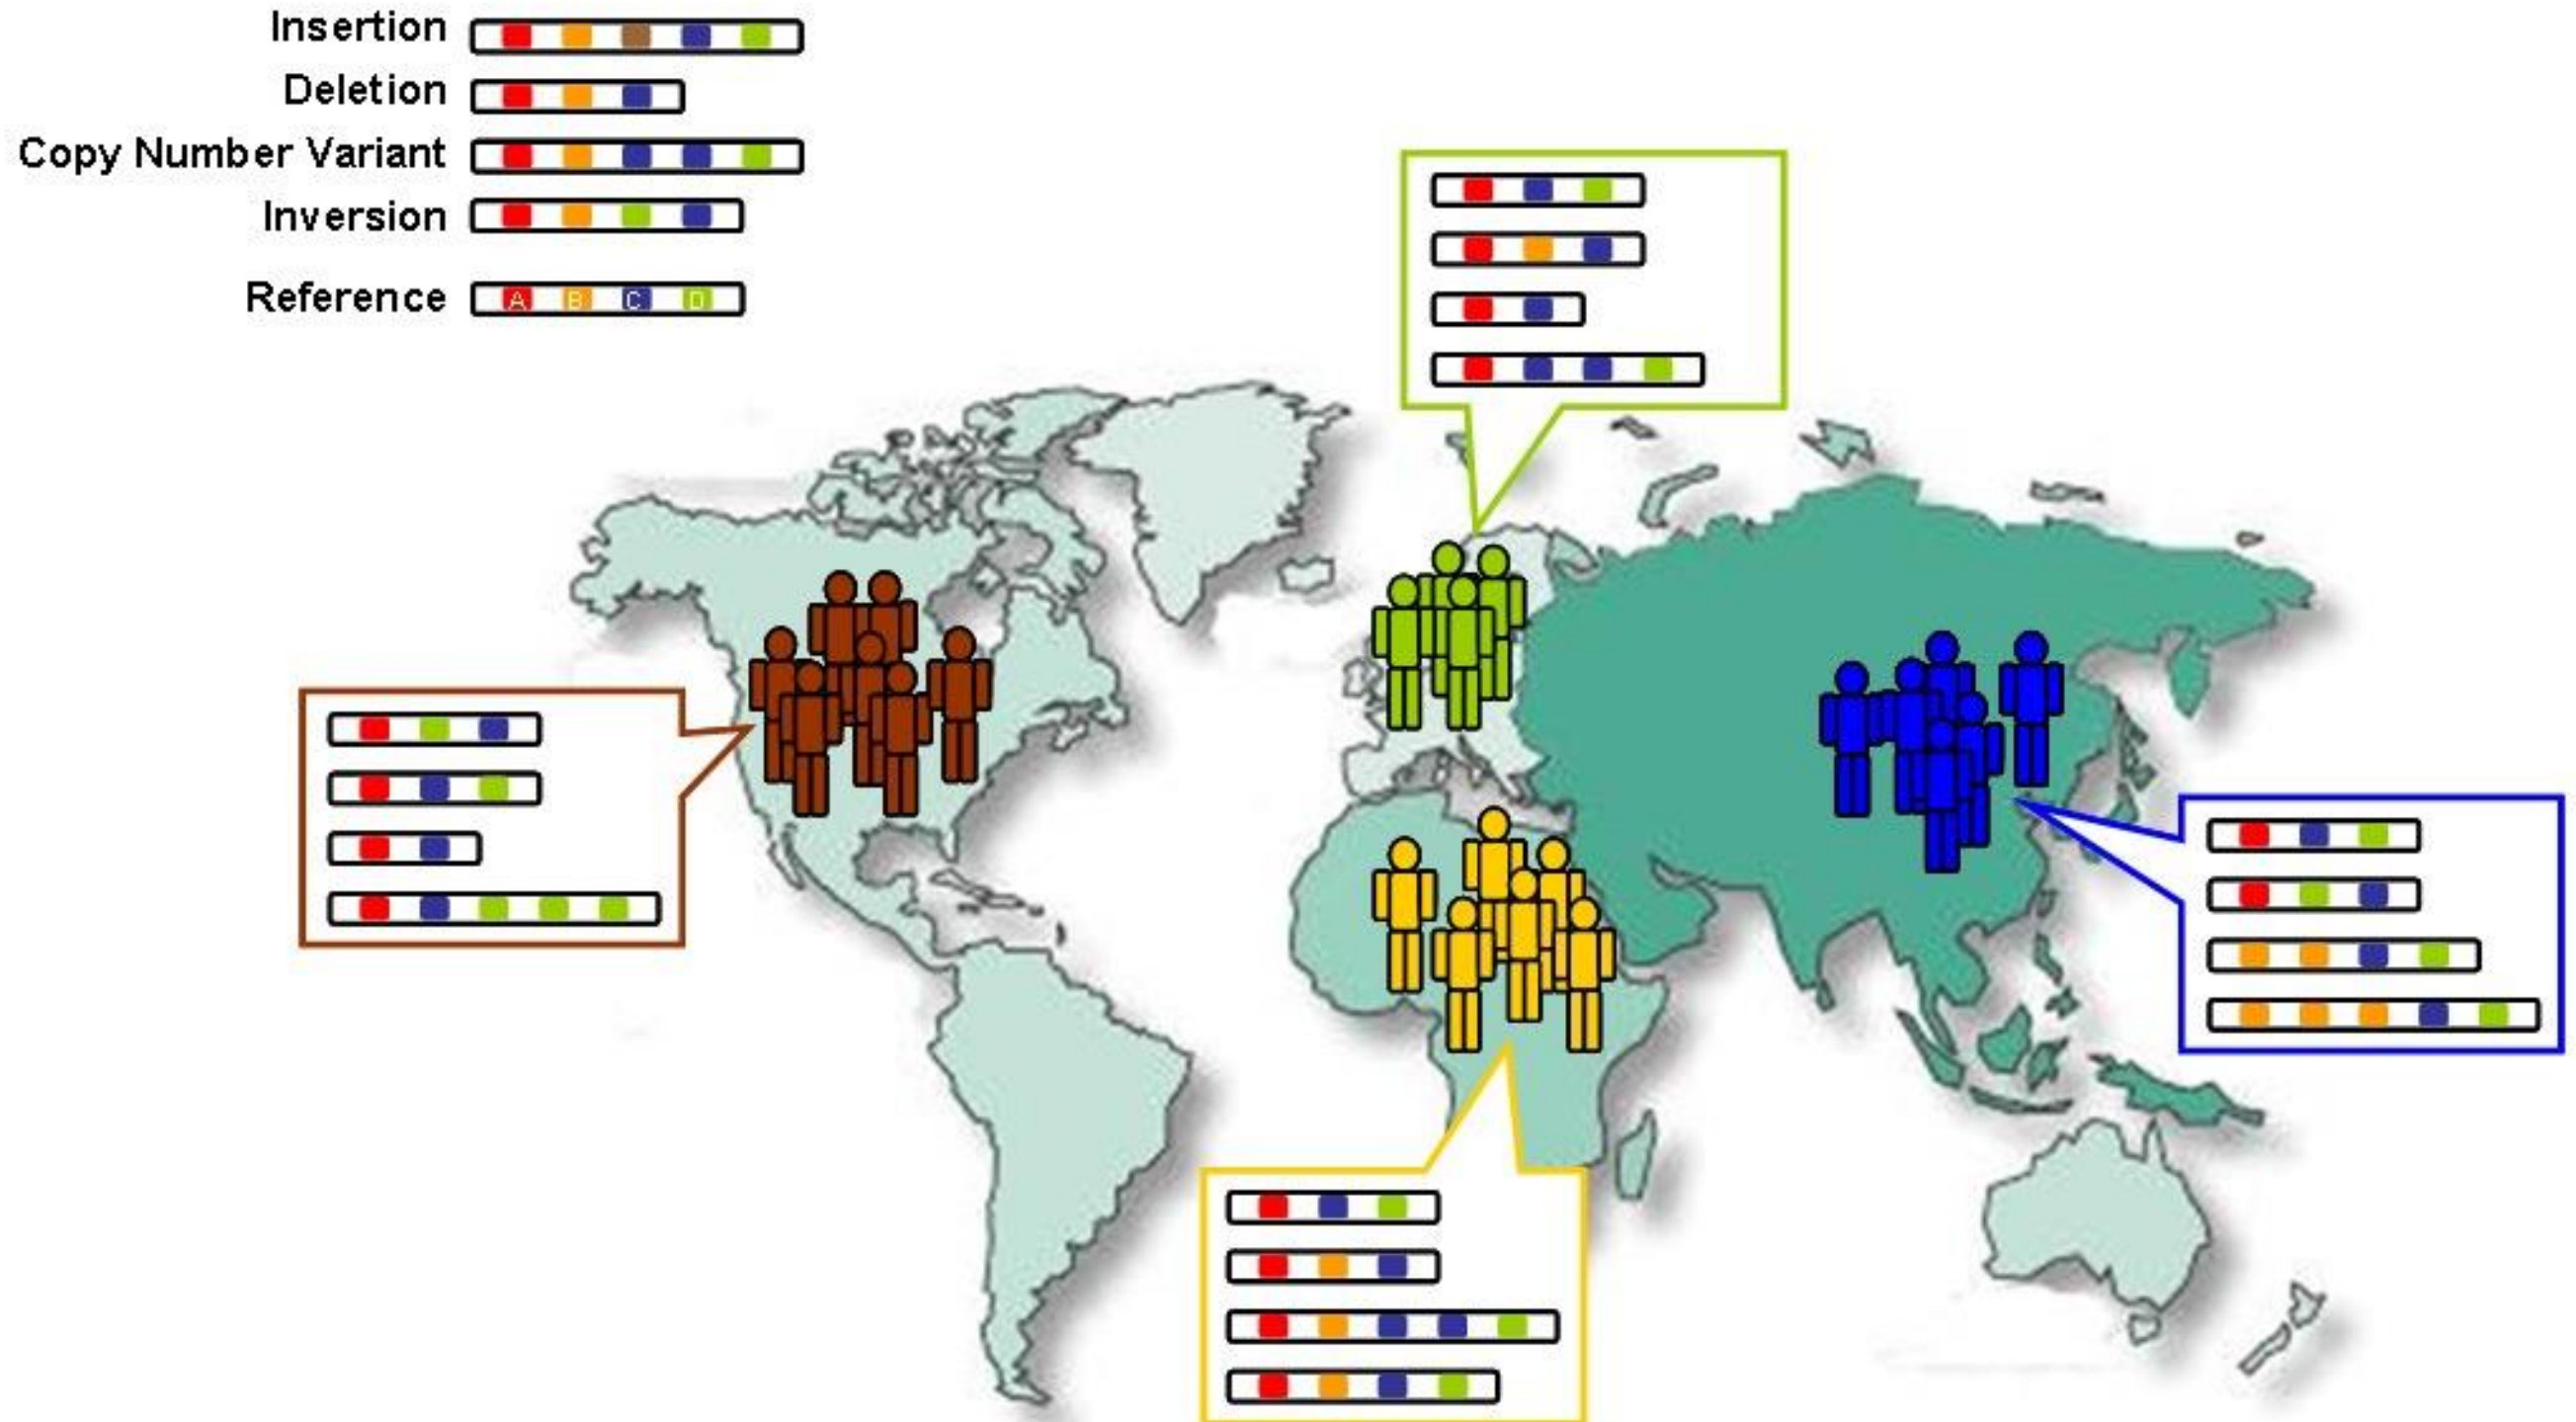 Insertion
Deletion
Copy Number Variant
Inversion
Reference A B C D